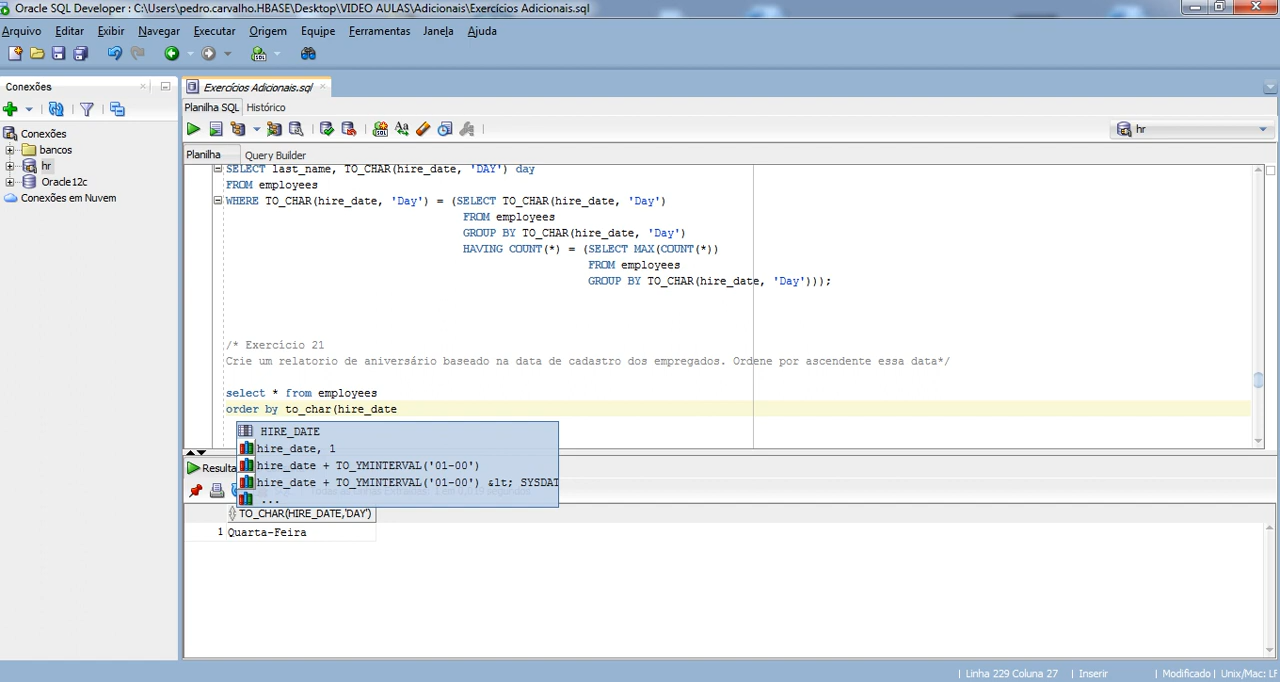 Oracle SQL Developer : C:\Users\pedro.carvalho.HBASE\Desktop\VIDEO AULAS\Adicionais\Exercícios Adicionais.sql
Arquivo Editar Exibir Navegar Executar Origem Equipe Ferramentas Janela Ajuda
Conexões
Exercícios Adicionais.sql
Planilha SQL Histórico
Conexões
bancos
hr
Oracle12c
Conexões em Nuvem
hr
Planilha Query Builder
SELECT last_name, TO_CHAR(hire_date, 'DAY') day
FROM employees
WHERE TO_CHAR(hire_date, 'Day') = (SELECT TO_CHAR(hire_date, 'Day')
FROM employees
GROUP BY TO_CHAR(hire_date, 'Day')
HAVING COUNT(*) = (SELECT MAX(COUNT(*))
FROM employees
GROUP BY TO_CHAR(hire_date, 'Day')));
/* Exercício 21
Crie um relatorio de aniversário baseado na data de cadastro dos empregados. Ordene por ascendente essa data*/
select * from employees
order by to_char(hire_date
HIRE_DATE
hire_date, 1
hire_date + TO_YMINTERVAL('01-00')
hire_date + TO_YMINTERVAL('01-00') &lt; SYSDAT
...
Resulta
TO_CHAR(HIRE_DATE,'DAY')
1 Quarta-Feira
Linha 229 Coluna 27 Inserir Modificado Unix/Mac: LF